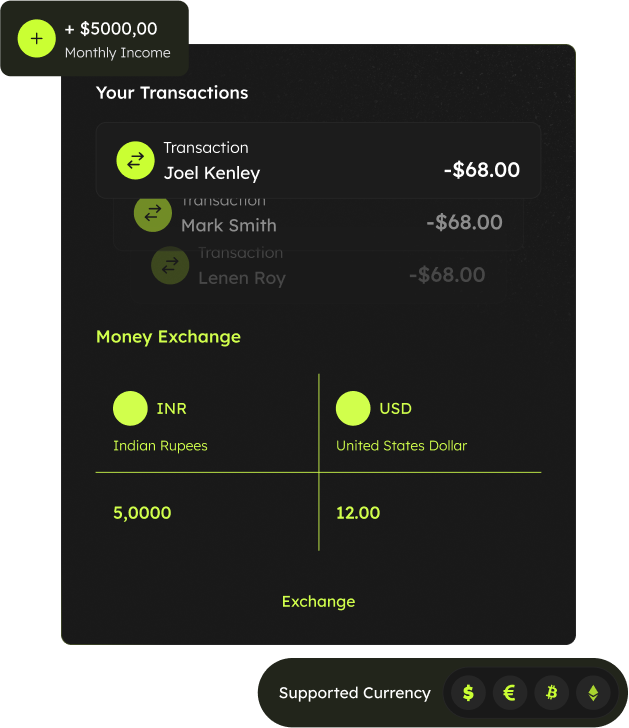 + $5000,00
Monthly Income
Your Transactions
Transaction
Joel Kenley
-$68.00
Transaction
Mark Smith
-$68.00
Transaction
Lenen Roy
-$68.00
Money Exchange
INR
Indian Rupees
USD
United States Dollar
5,0000
12.00
Exchange
Supported Currency